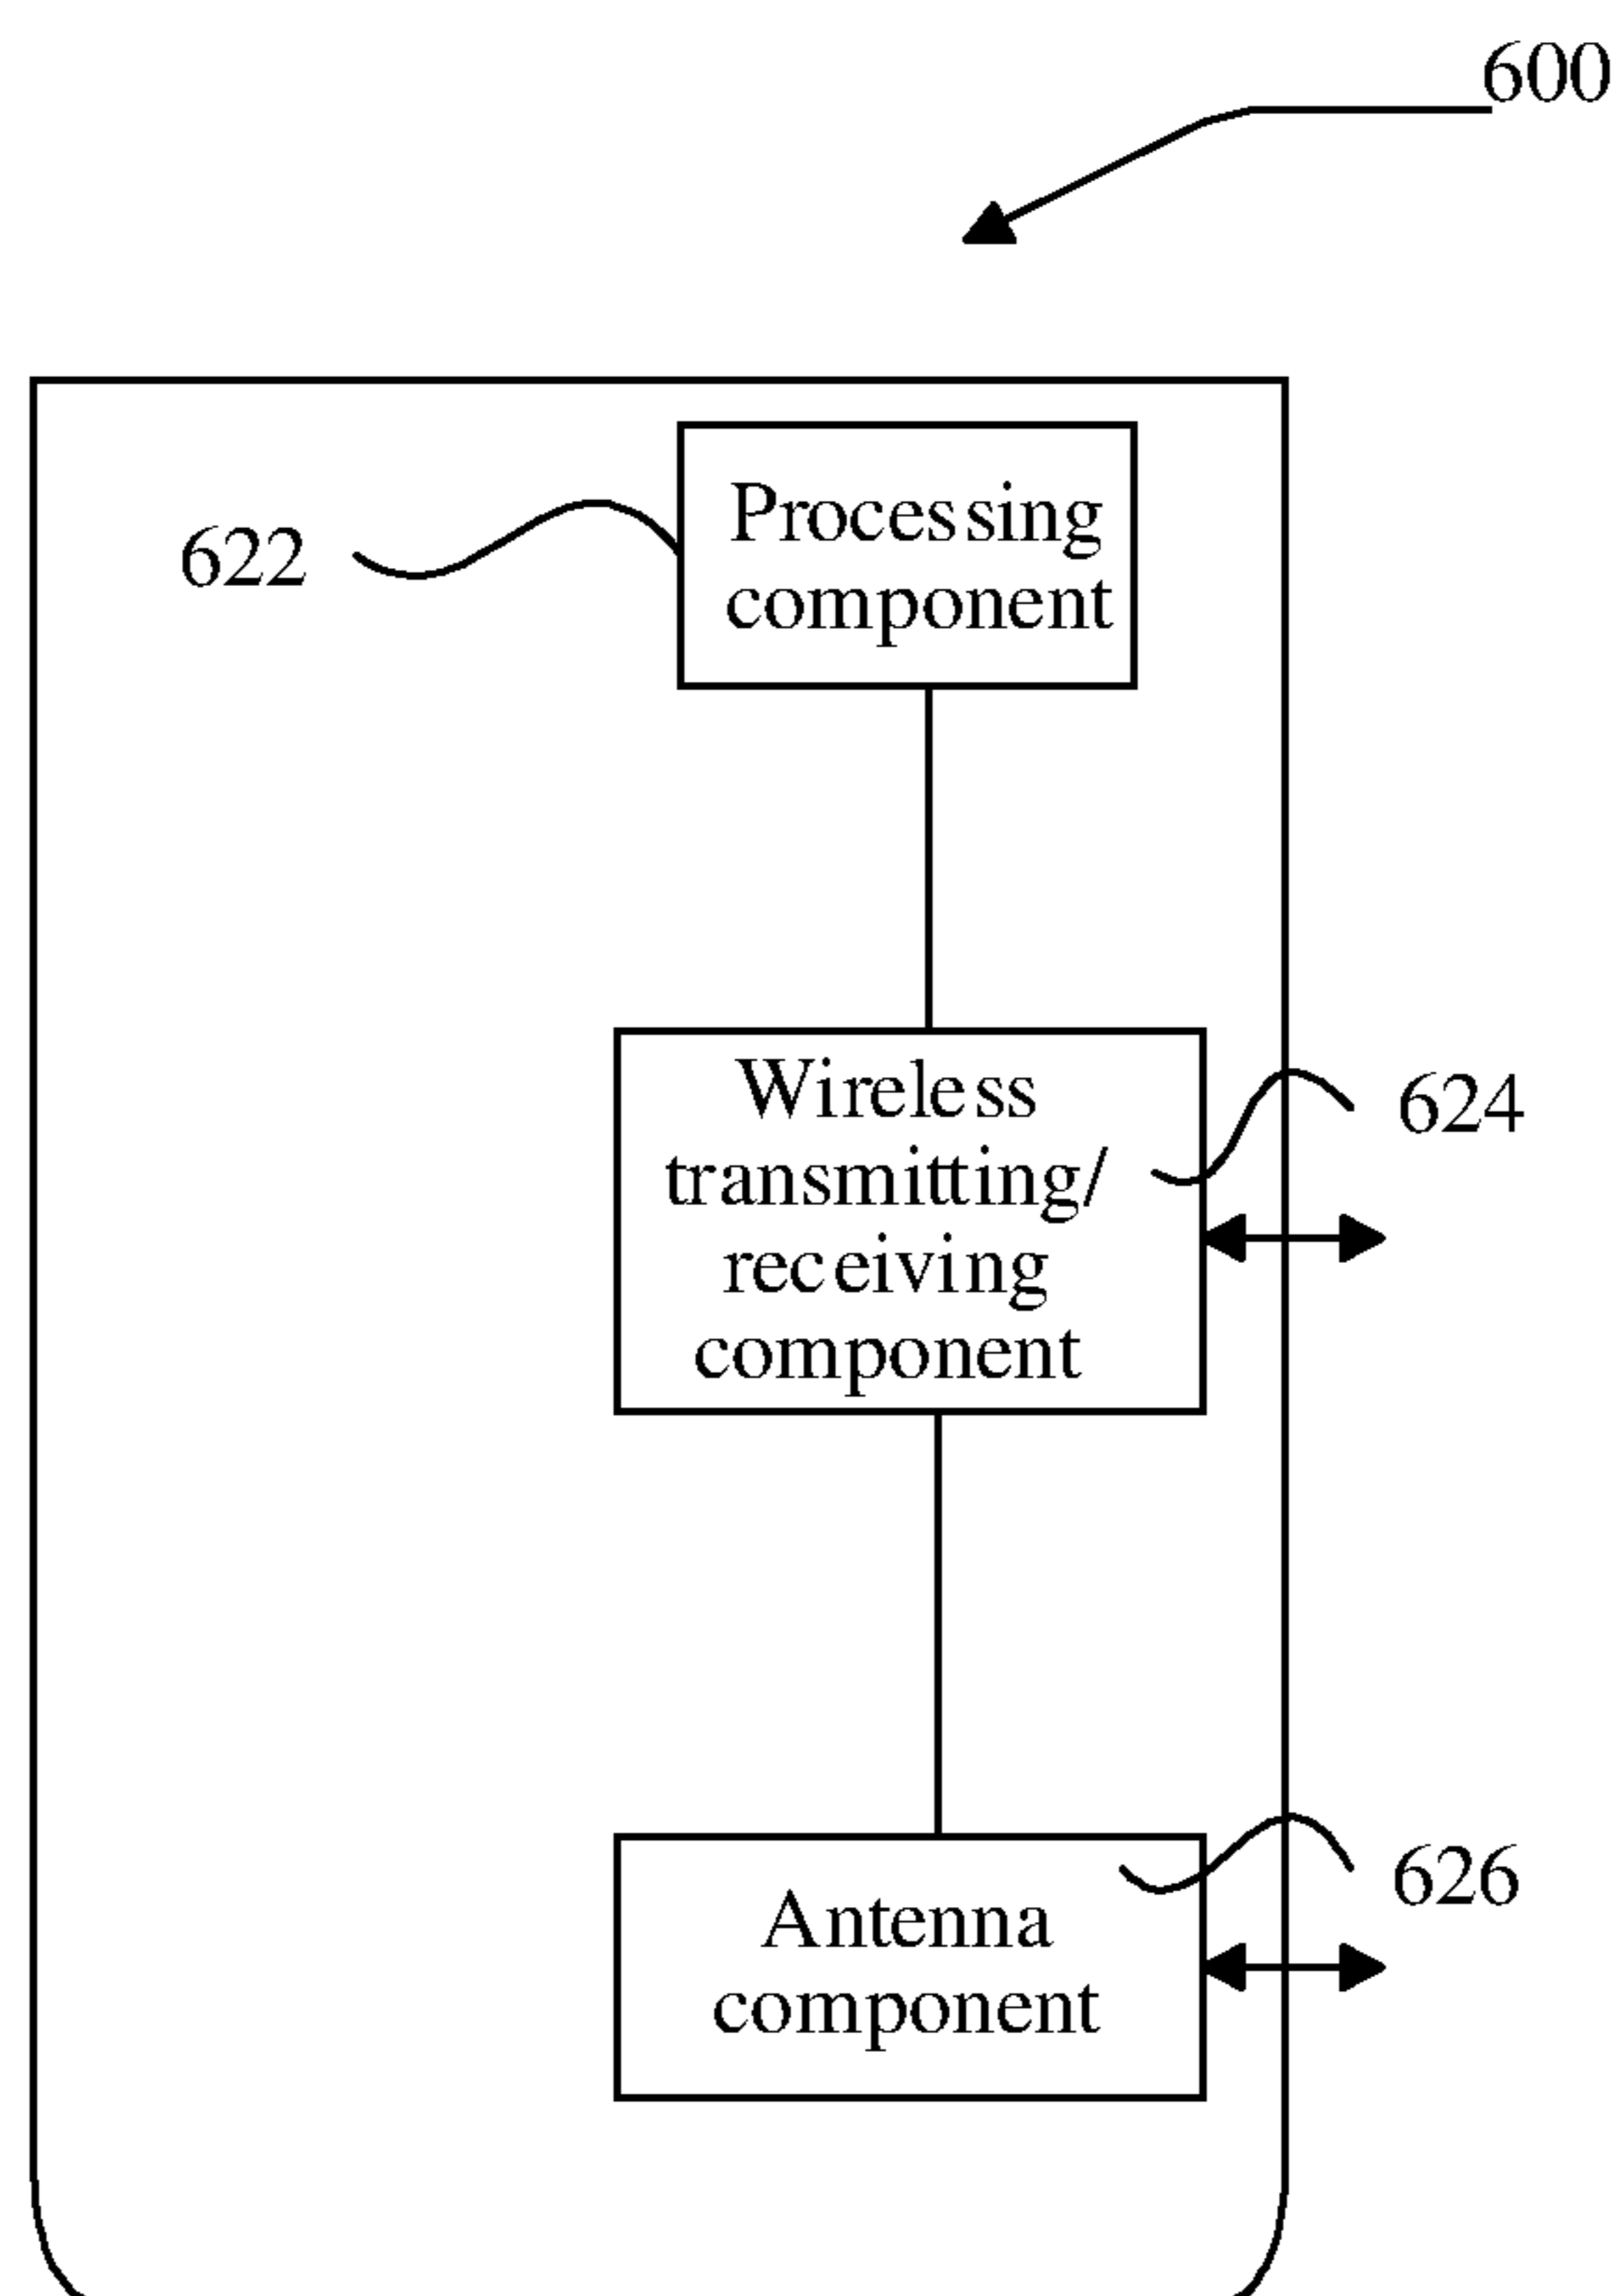 600
622
Processing
component
Wireless
transmitting/
receiving
component
624
626
Antenna
component